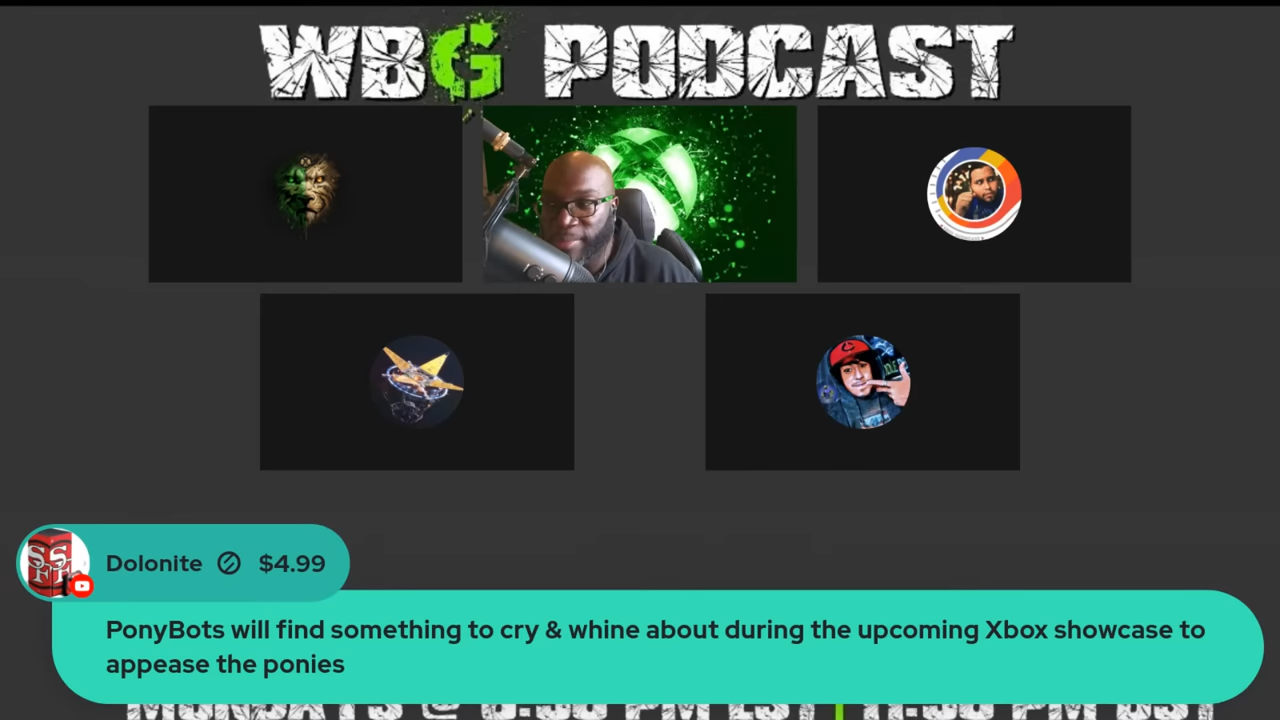 WBG PODCAST
Dolonite $4.99
PonyBots will find something to cry & whine about during the upcoming Xbox showcase to
appease the ponies
MONDAYS @